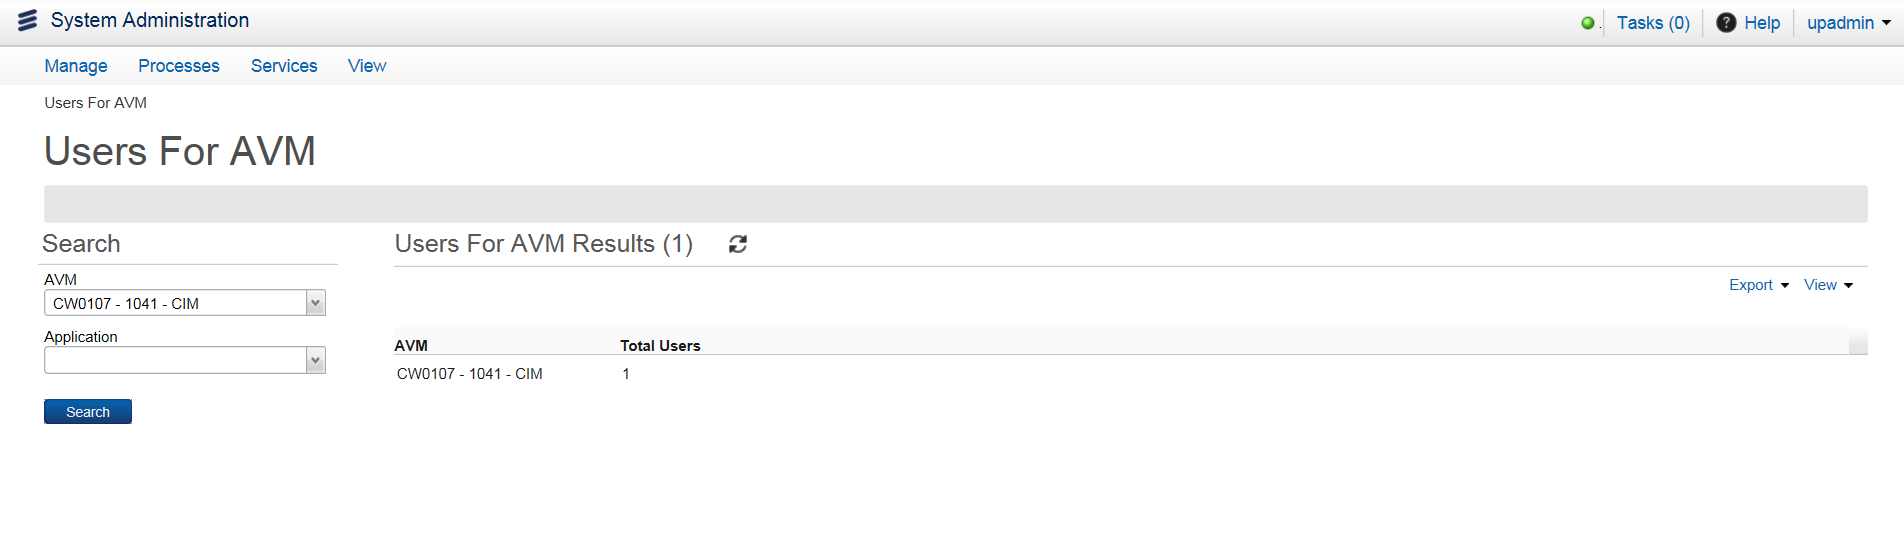 System Administration
. Tasks (0) ? Help upadmin
Manage Processes Services View
Users For AVM
Users For AVM
Search
AVM
CW0107 - 1041 - CIM
Application
Search
Users For AVM Results (1)
Export View
AVM Total Users
CW0107 - 1041 - CIM 1